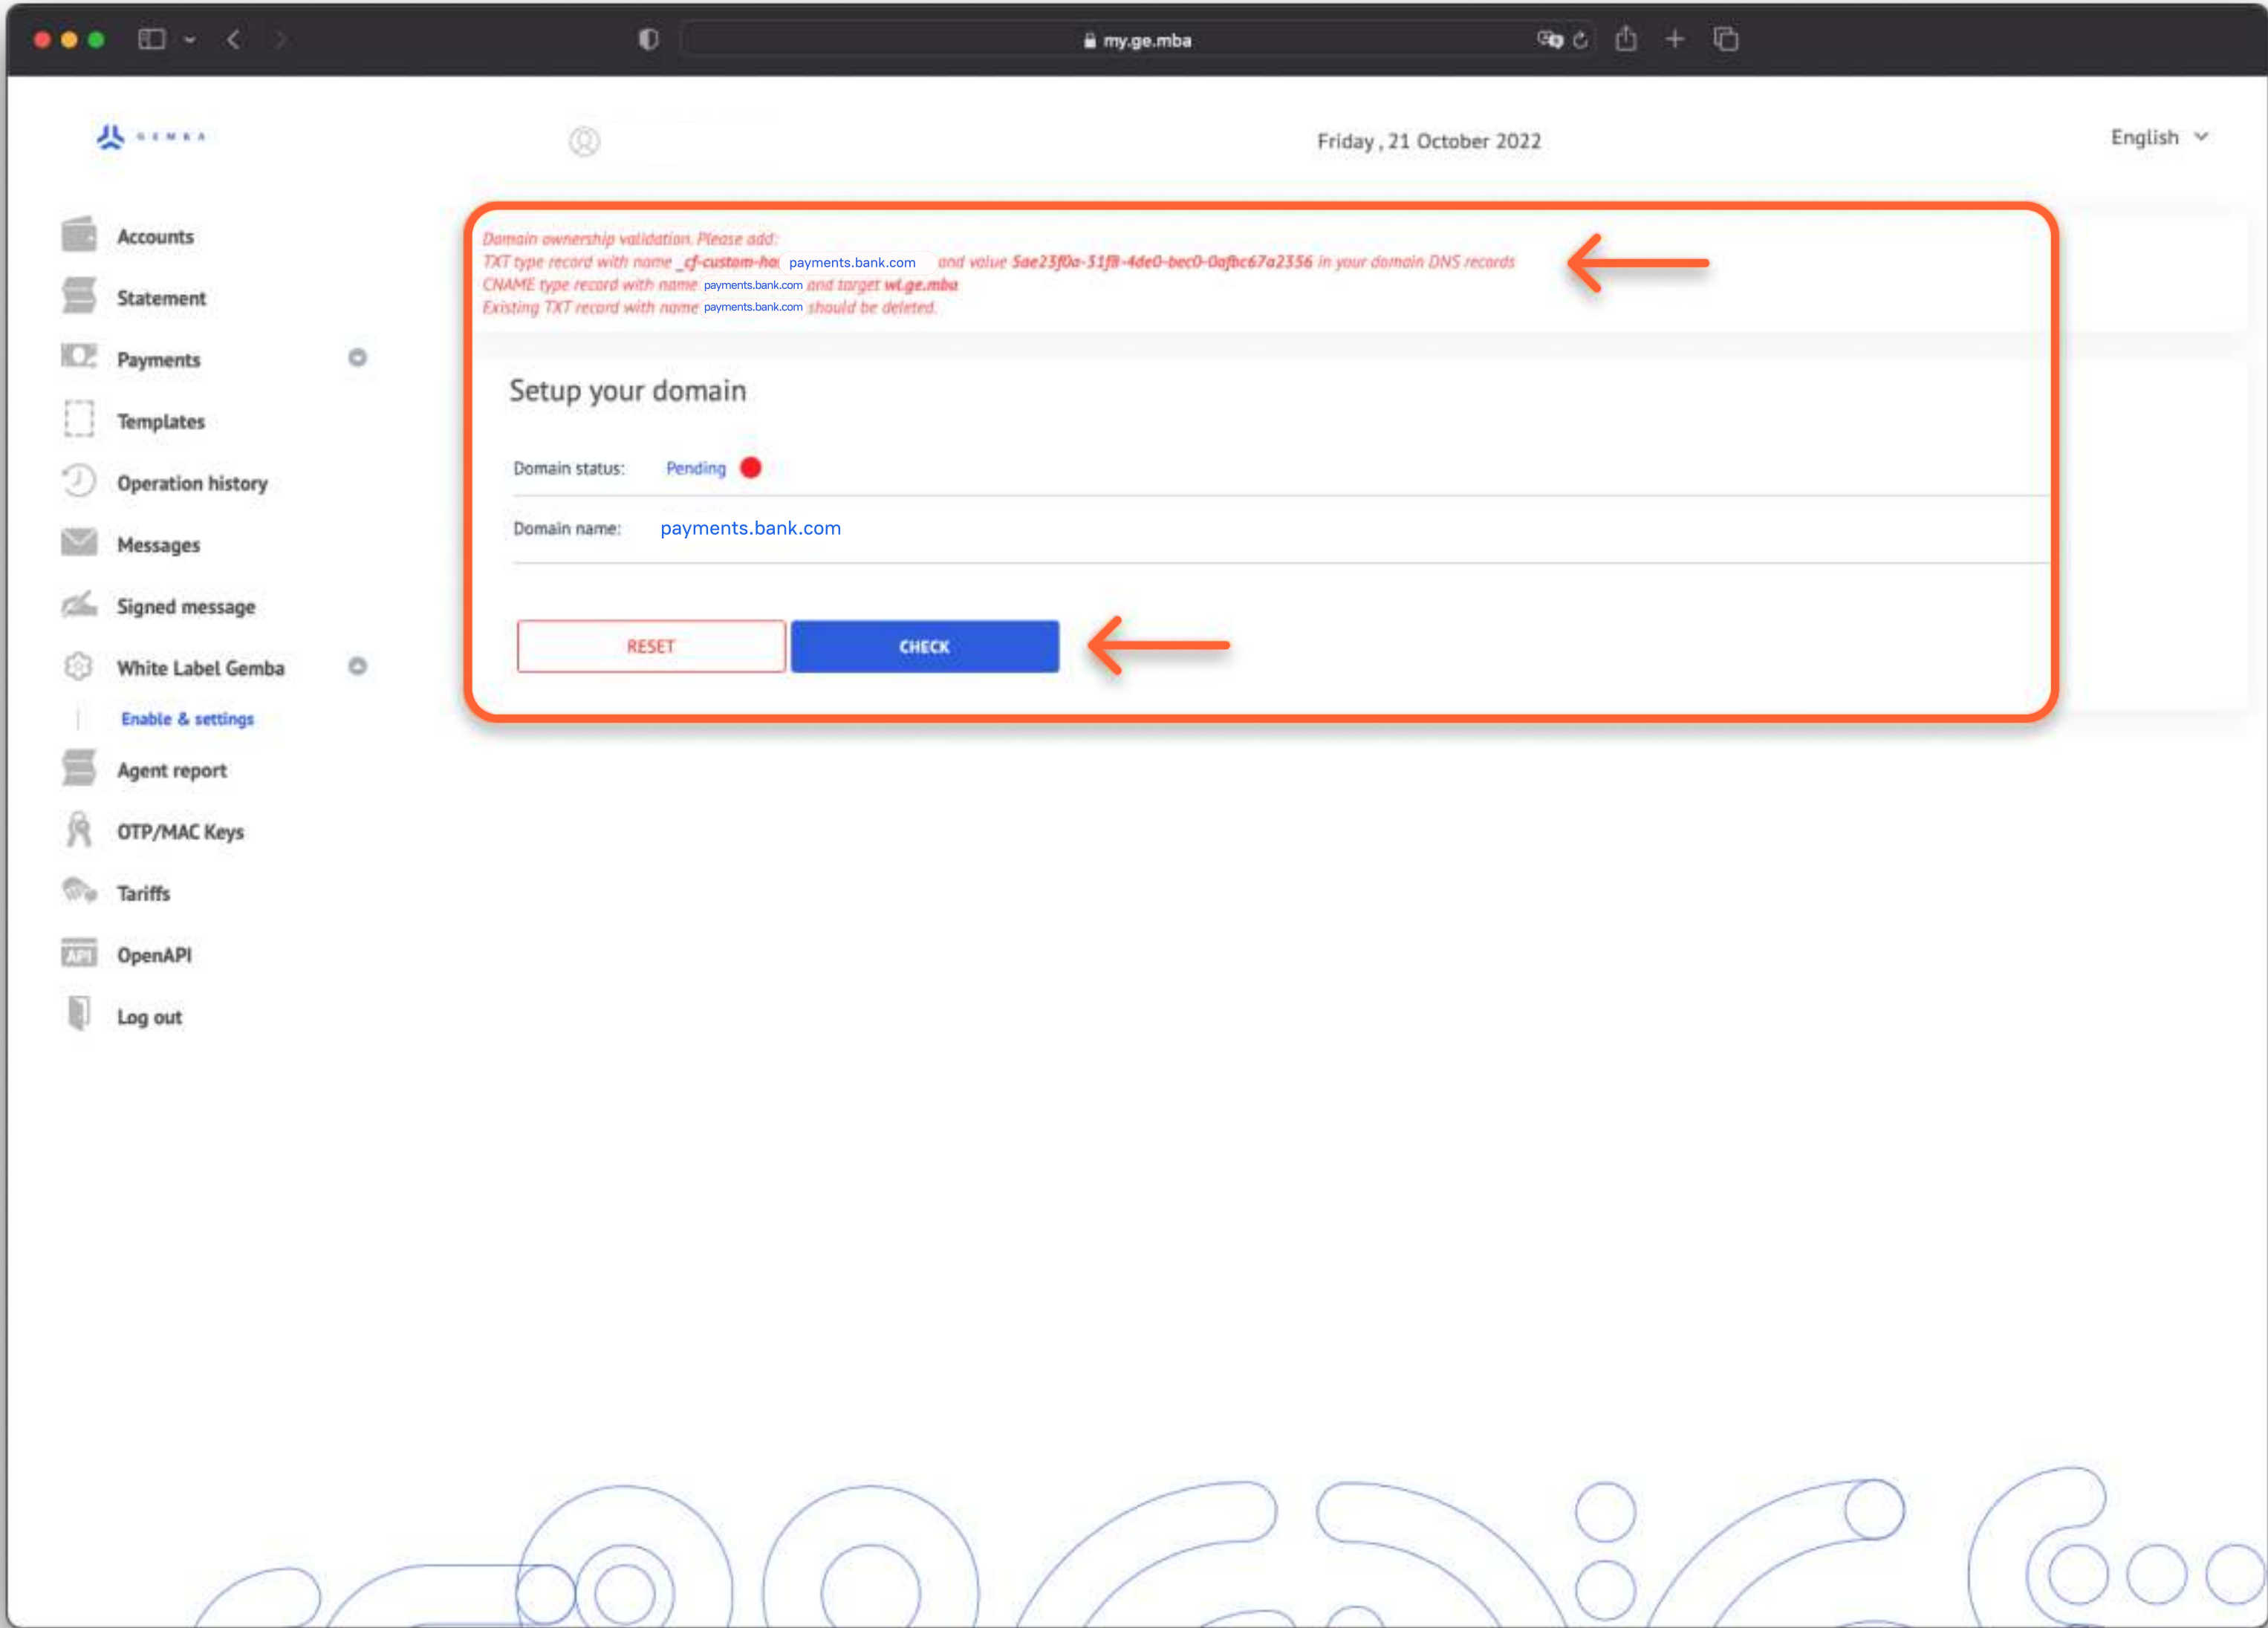 my.ge.mba
GEMBA
Friday, 21 October 2022
English
Accounts
Statement
Payments
Templates
Operation history
Messages
Signed message
White Label Gemba
Enable & settings
Agent report
OTP/MAC Keys
Tariffs
API OpenAPI
Log out
Domain ownership validation. Please add:
TXT type record with name _cf-custom-ho payments.bank.com and value 5ae23f0a-31f8-4de0-bec0-0afbc67a2356 in your domain DNS records
CNAME type record with name payments.bank.com and target wl.ge.mba
Existing TXT record with name payments.bank.com should be deleted.
Setup your domain
Domain status: Pending
Domain name: payments.bank.com
RESET CHECK